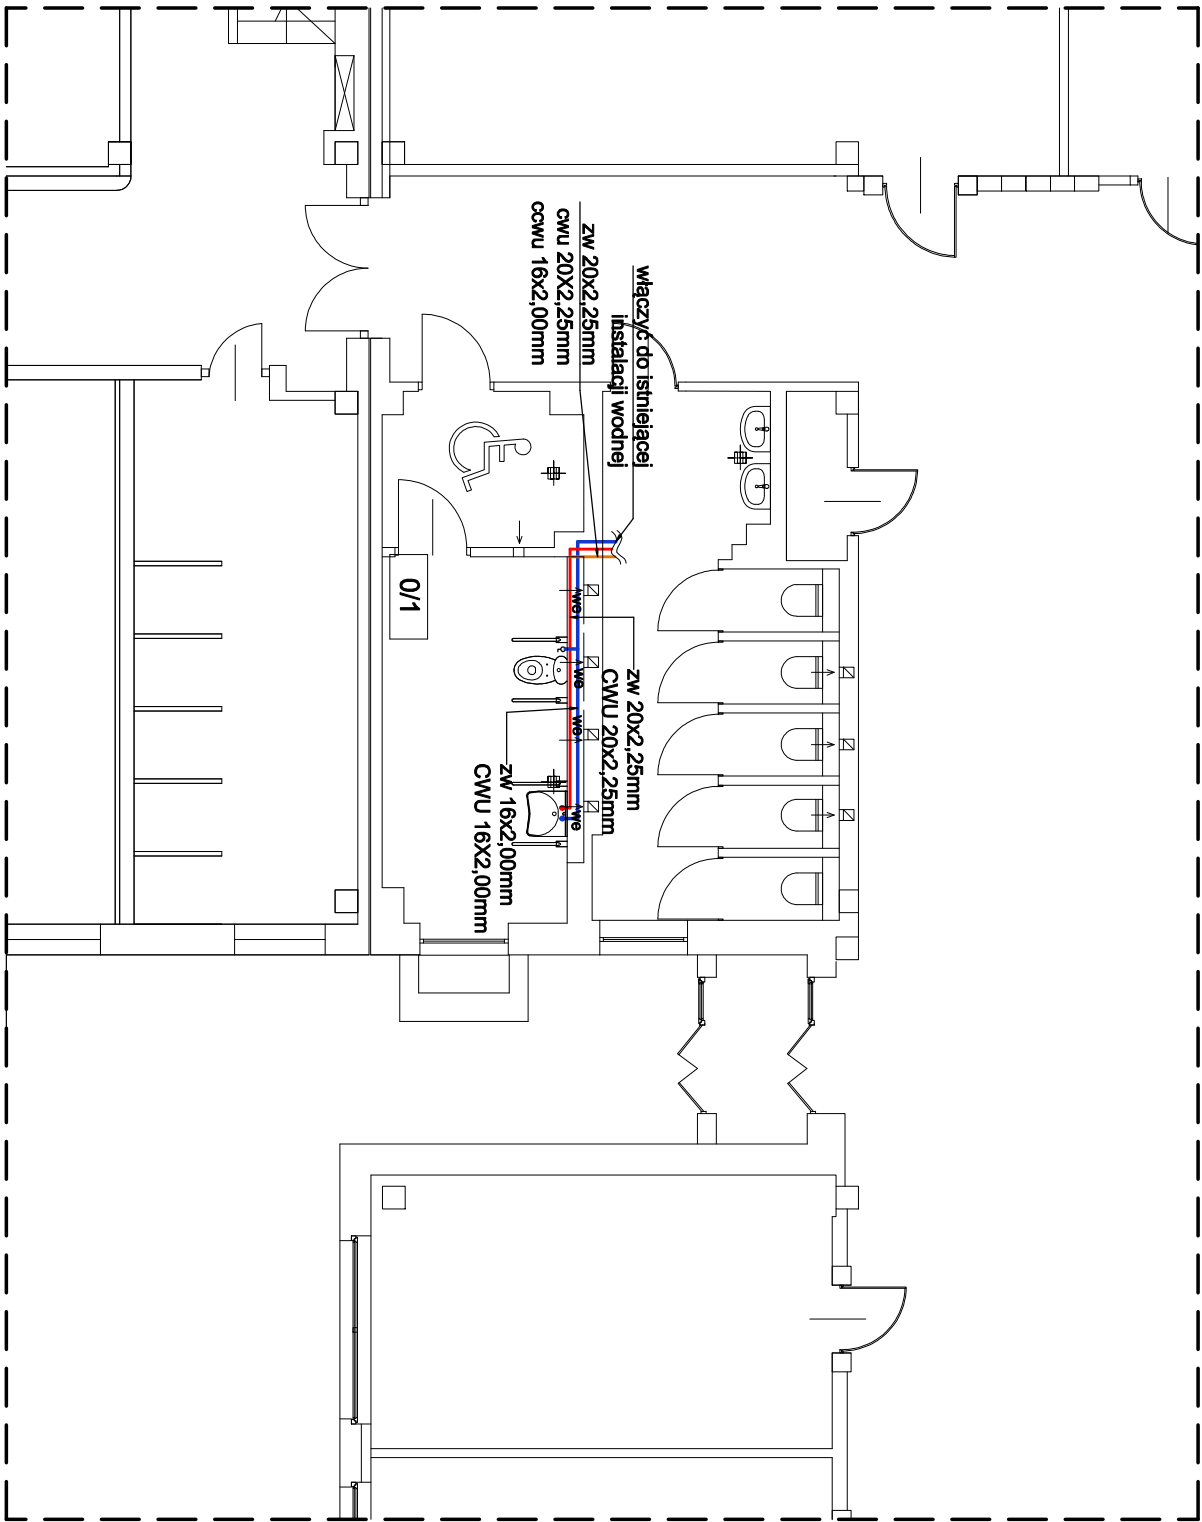 włączyć do istniejącej
instalacji wodnej
zw 20x2,25mm
cwu 20X2,25mm
ccwu 16x2,00mm
0/1
we
we
we
we
zw 20x2,25mm
CWU 20x2,25mm
zw 16x2,00mm
CWU 16X2,00mm